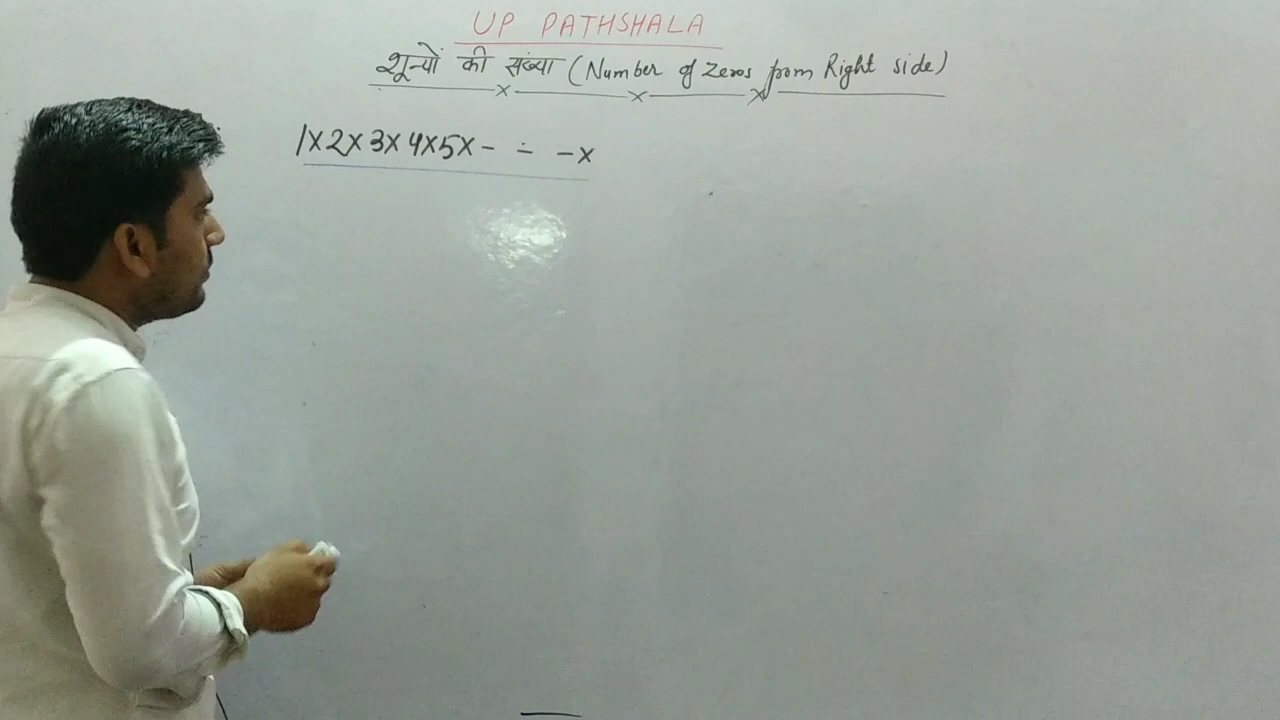 UP PATHSHALA
शून्यों की संख्या (Number of Zeros from Right side)
1×2×3×4×5×- - -×